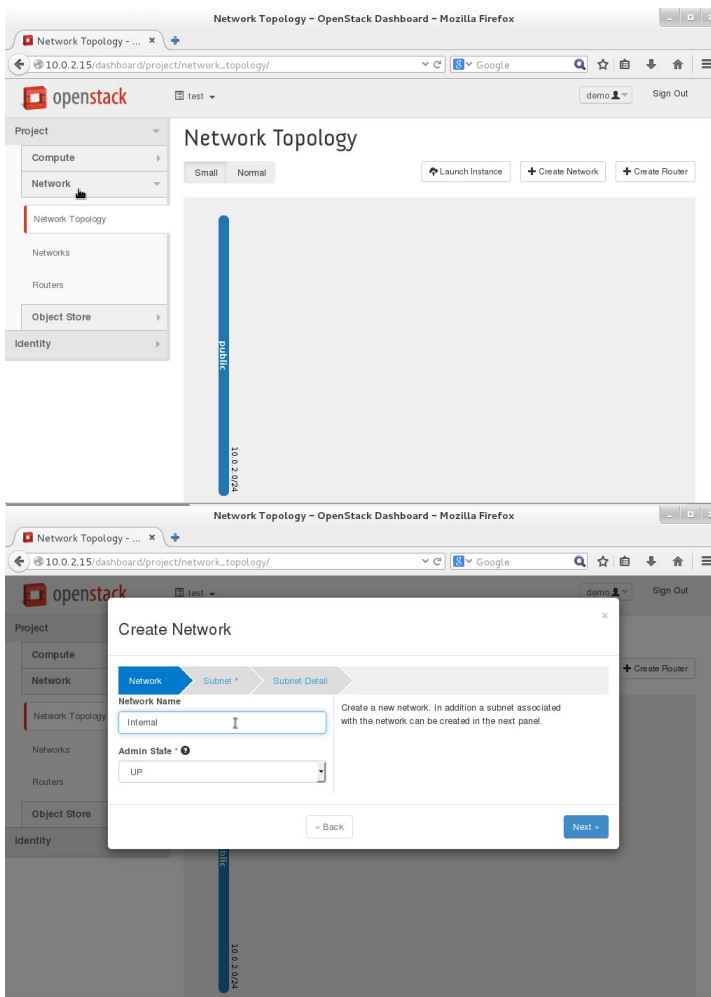 Network Topology – OpenStack Dashboard – Mozilla Firefox
Network Topology - ...
10.0.2.15/dashboard/project/network_topology/
Google
openstack
test
demo
Sign Out
Project
Compute
Network
Network Topology
Networks
Routers
Object Store
Identity
Network Topology
Small
Normal
Launch Instance
Create Network
Create Router
public
10.0.2.0/24
Network Topology – OpenStack Dashboard – Mozilla Firefox
Network Topology - ...
10.0.2.15/dashboard/project/network_topology/
Google
openstack
test
demo
Sign Out
Project
Compute
Network
Network Topology
Networks
Routers
Object Store
Identity
Create Router
Create Network
Network *
Subnet *
Subnet Detail
Network Name
Internal
Admin State *
UP
Create a new network. In addition a subnet associated
with the network can be created in the next panel.
« Back
Next »
10.0.2.0/24